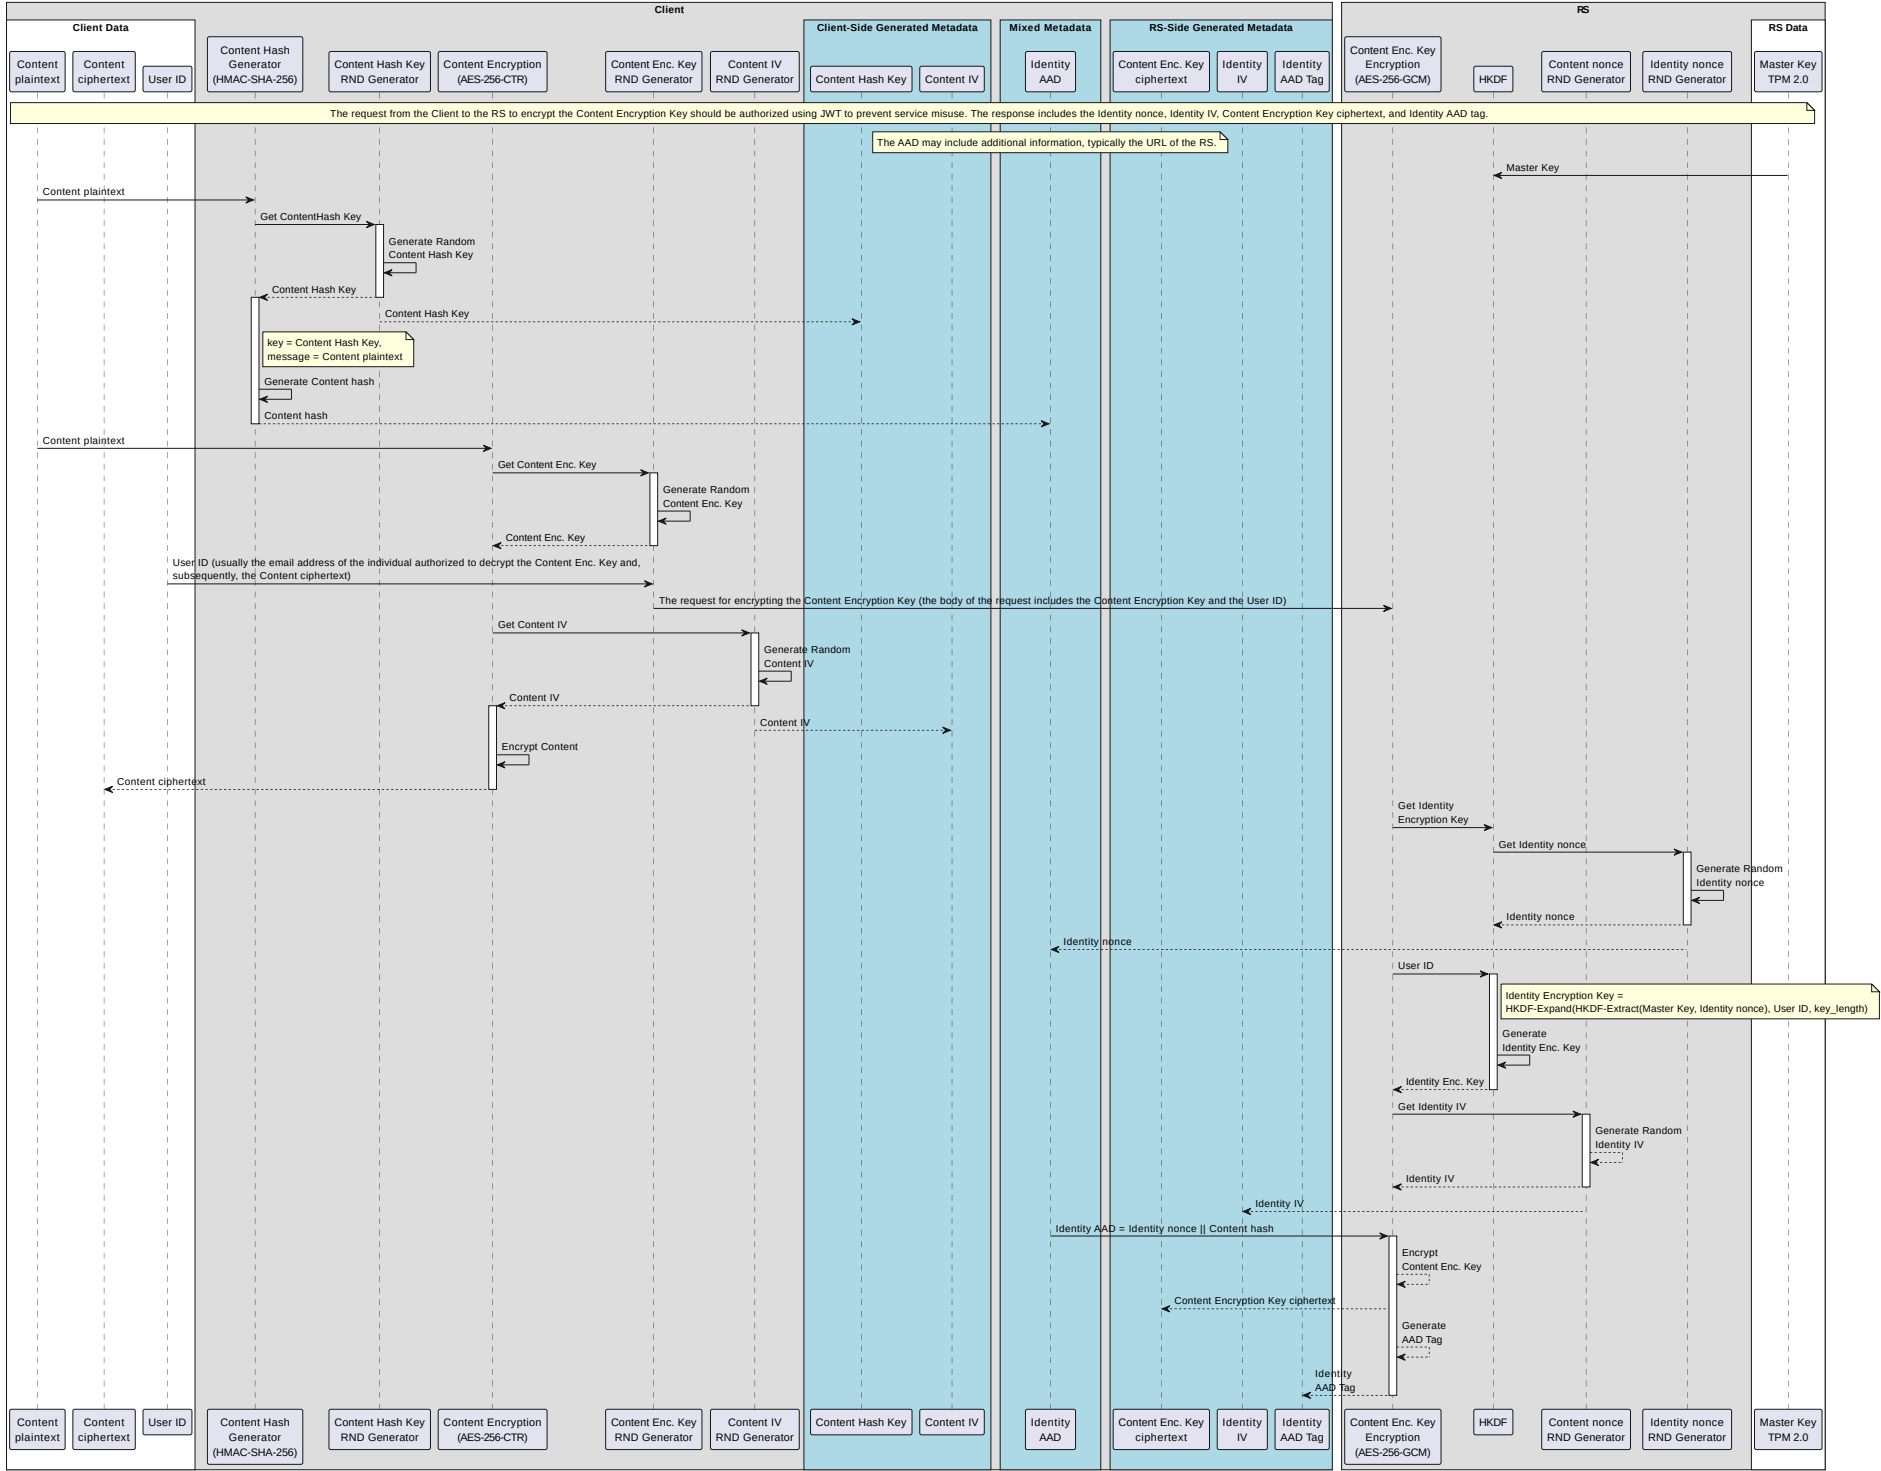 Client
RS
Client Data
Client-Side Generated Metadata
Mixed Metadata
RS-Side Generated Metadata
RS Data
Content
plaintext
Content
ciphertext
User ID
Content Hash
Generator
(HMAC-SHA-256)
Content Hash Key
RND Generator
Content Encryption
(AES-256-CTR)
Content Enc. Key
RND Generator
Content IV
RND Generator
Content Hash Key
Content IV
Identity
AAD
Content Enc. Key
ciphertext
Identity
IV
Identity
AAD Tag
Content Enc. Key
Encryption
(AES-256-GCM)
HKDF
Content nonce
RND Generator
Identity nonce
RND Generator
Master Key
TPM 2.0
The request from the Client to the RS to encrypt the Content Encryption Key should be authorized using JWT to prevent service misuse. The response includes the Identity nonce, Identity IV, Content Encryption Key ciphertext, and Identity AAD tag.
The AAD may include additional information, typically the URL of the RS.
Master Key
Content plaintext
Get ContentHash Key
Generate Random
Content Hash Key
Content Hash Key
Content Hash Key
key = Content Hash Key,
message = Content plaintext
Generate Content hash
Content hash
Content plaintext
Get Content Enc. Key
Generate Random
Content Enc. Key
Content Enc. Key
User ID (usually the email address of the individual authorized to decrypt the Content Enc. Key and,
subsequently, the Content ciphertext)
The request for encrypting the Content Encryption Key (the body of the request includes the Content Encryption Key and the User ID)
Get Content IV
Generate Random
Content IV
Content IV
Content IV
Encrypt Content
Content ciphertext
Get Identity
Encryption Key
Get Identity nonce
Generate Random
Identity nonce
Identity nonce
Identity nonce
User ID
Identity Encryption Key =
HKDF-Expand(HKDF-Extract(Master Key, Identity nonce), User ID, key_length)
Generate
Identity Enc. Key
Identity Enc. Key
Get Identity IV
Generate Random
Identity IV
Identity IV
Identity IV
Identity AAD = Identity nonce || Content hash
Encrypt
Content Enc. Key
Content Encryption Key ciphertext
Generate
AAD Tag
Identity
AAD Tag
Content
plaintext
Content
ciphertext
User ID
Content Hash
Generator
(HMAC-SHA-256)
Content Hash Key
RND Generator
Content Encryption
(AES-256-CTR)
Content Enc. Key
RND Generator
Content IV
RND Generator
Content Hash Key
Content IV
Identity
AAD
Content Enc. Key
ciphertext
Identity
IV
Identity
AAD Tag
Content Enc. Key
Encryption
(AES-256-GCM)
HKDF
Content nonce
RND Generator
Identity nonce
RND Generator
Master Key
TPM 2.0